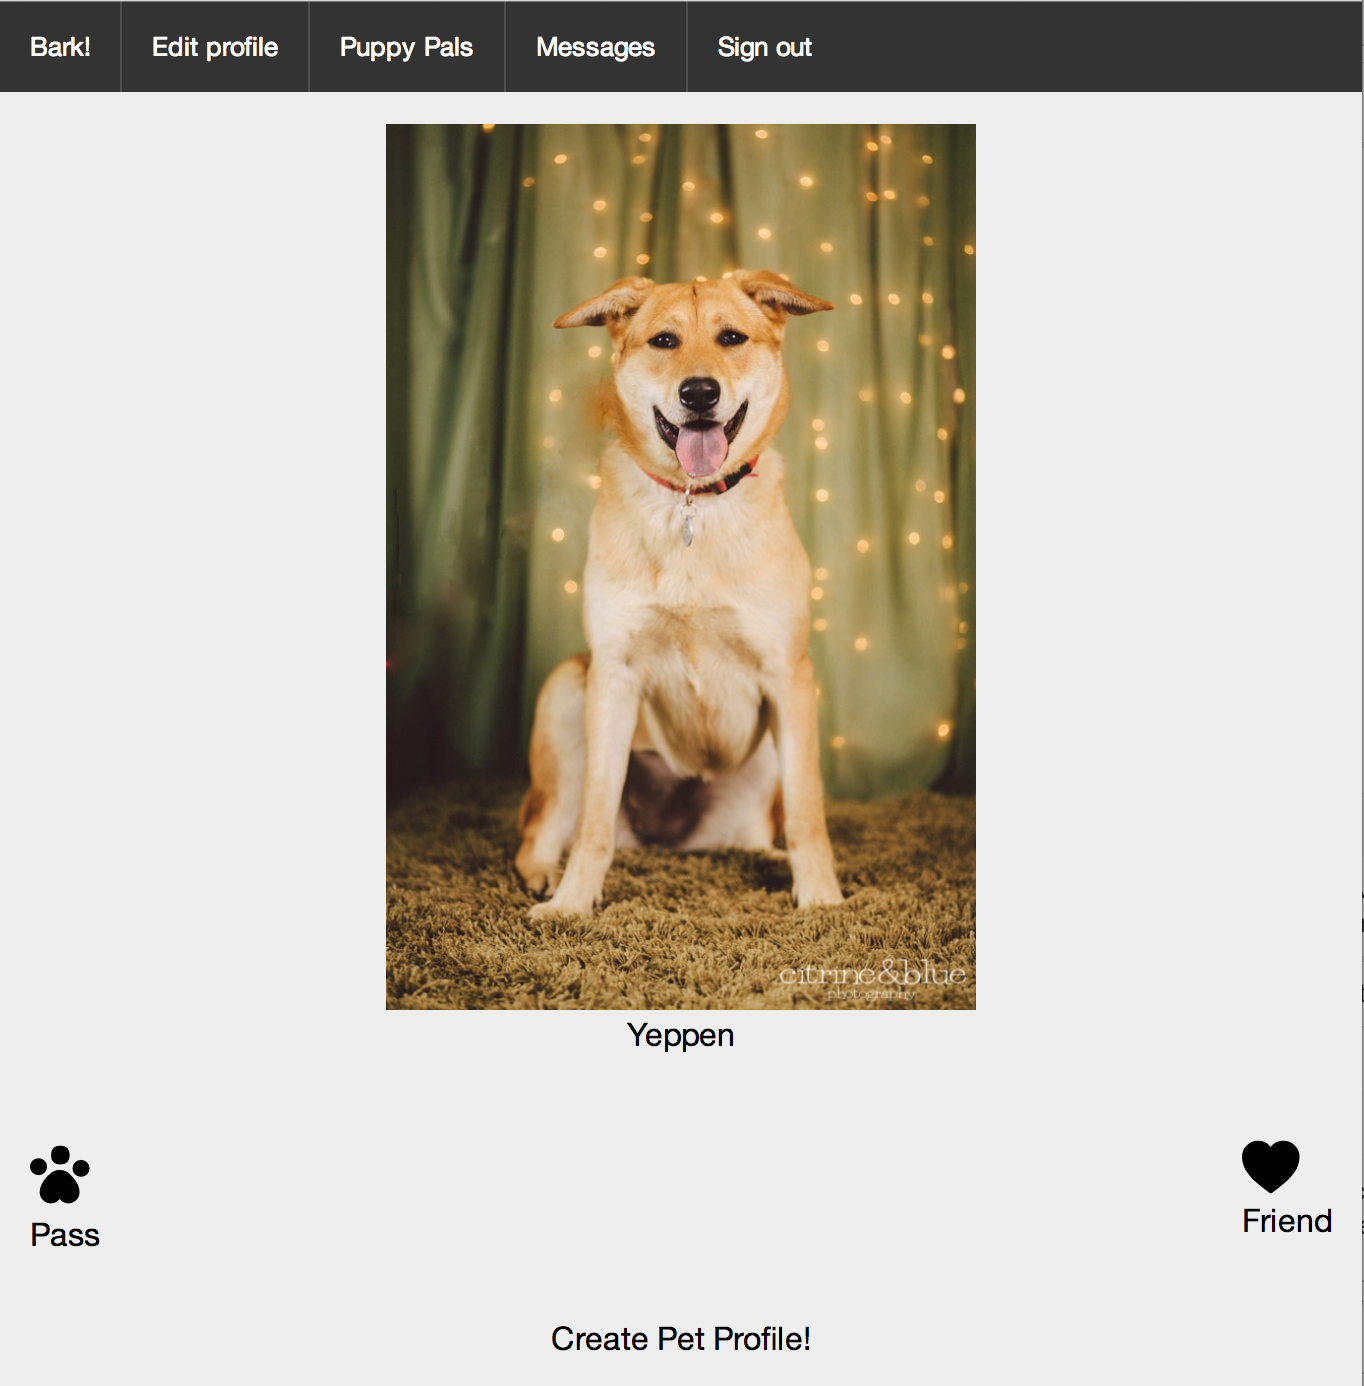 Bark! Edit profile Puppy Pals Messages Sign out
citrine&blue
photography
Yeppen
Pass
Friend
Create Pet Profile!